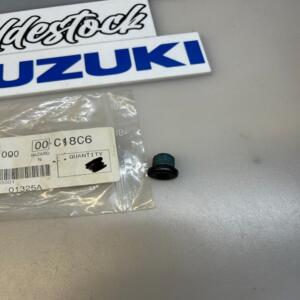 ldestock
SUZUKI
000 00-C18C6
QUANTITY
01325A